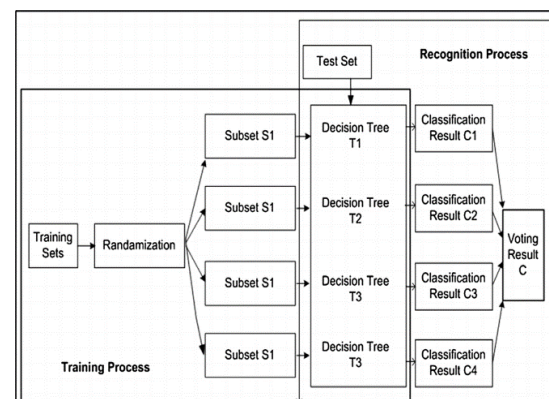 Recognition Process
Test Set
Subset S1
Decision Tree
T1
Classification
Result C1
Subset S1
Decision Tree
T2
Classification
Result C2
Training
Sets
Randomization
Voting
Result
C
Subset S1
Decision Tree
T3
Classification
Result C3
Subset S1
Decision Tree
T3
Classification
Result C4
Training Process